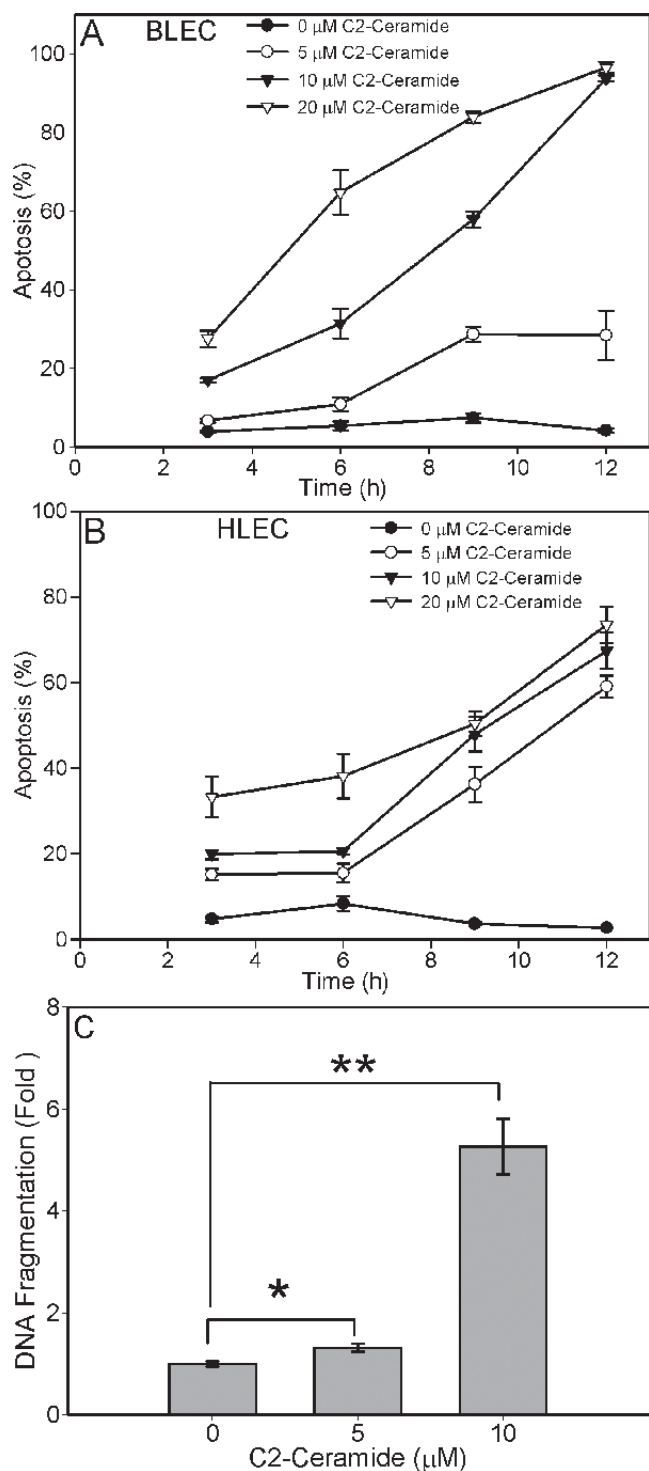 A
BLEC
0 μM C2-Ceramide
5 μM C2-Ceramide
10 μM C2-Ceramide
20 μM C2-Ceramide
100
80
60
40
20
0
Apotosis (%)
0 2 4 6 8 10 12
Time (h)
B
HLEC
0 μM C2-Ceramide
5 μM C2-Ceramide
10 μM C2-Ceramide
20 μM C2-Ceramide
100
80
60
40
20
0
Apoptosis (%)
0 2 4 6 8 10 12
Time (h)
C
8
6
4
2
0
DNA Fragmentation (Fold )
**
*
0 5 10
C2-Ceramide (μM)